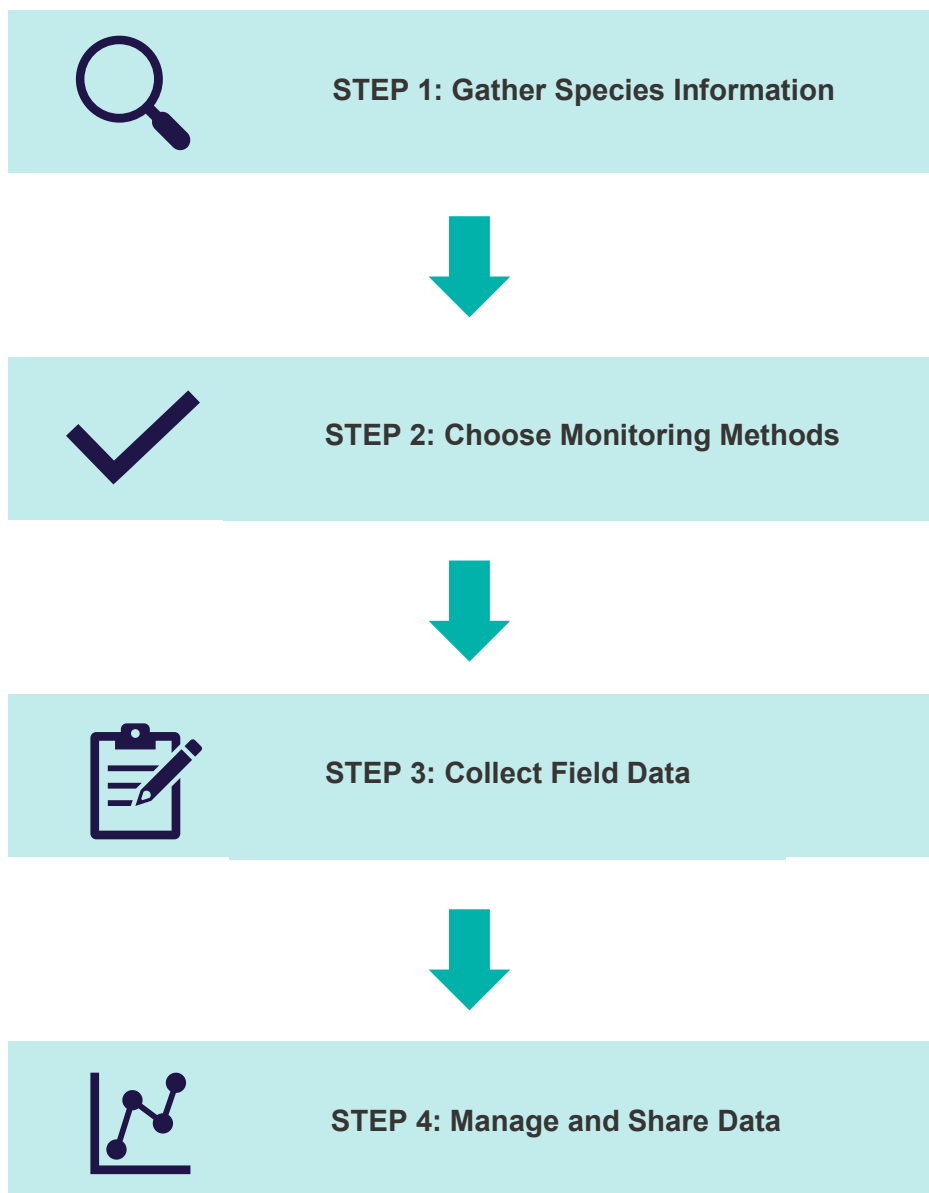 STEP 1: Gather Species Information
STEP 2: Choose Monitoring Methods
STEP 3: Collect Field Data
STEP 4: Manage and Share Data